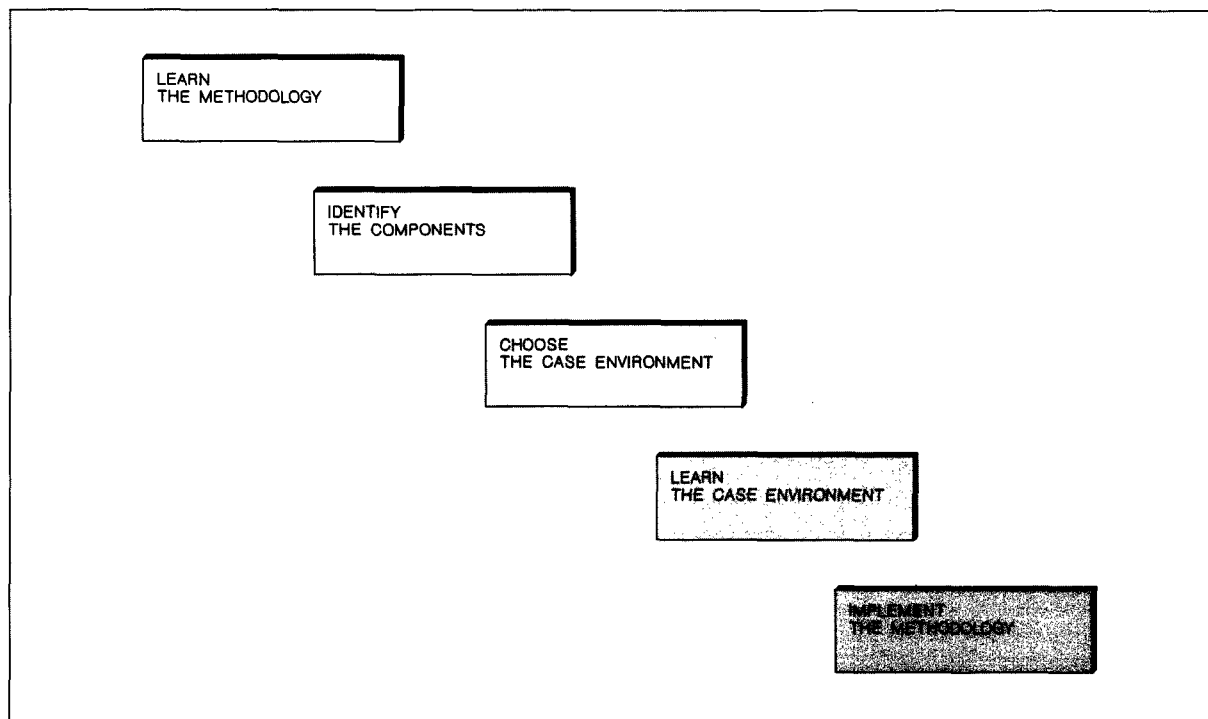 LEARN
THE METHODOLOGY
IDENTIFY
THE COMPONENTS
CHOOSE
THE CASE ENVIRONMENT
LEARN
THE CASE ENVIRONMENT
IMPLEMENT
THE METHODOLOGY